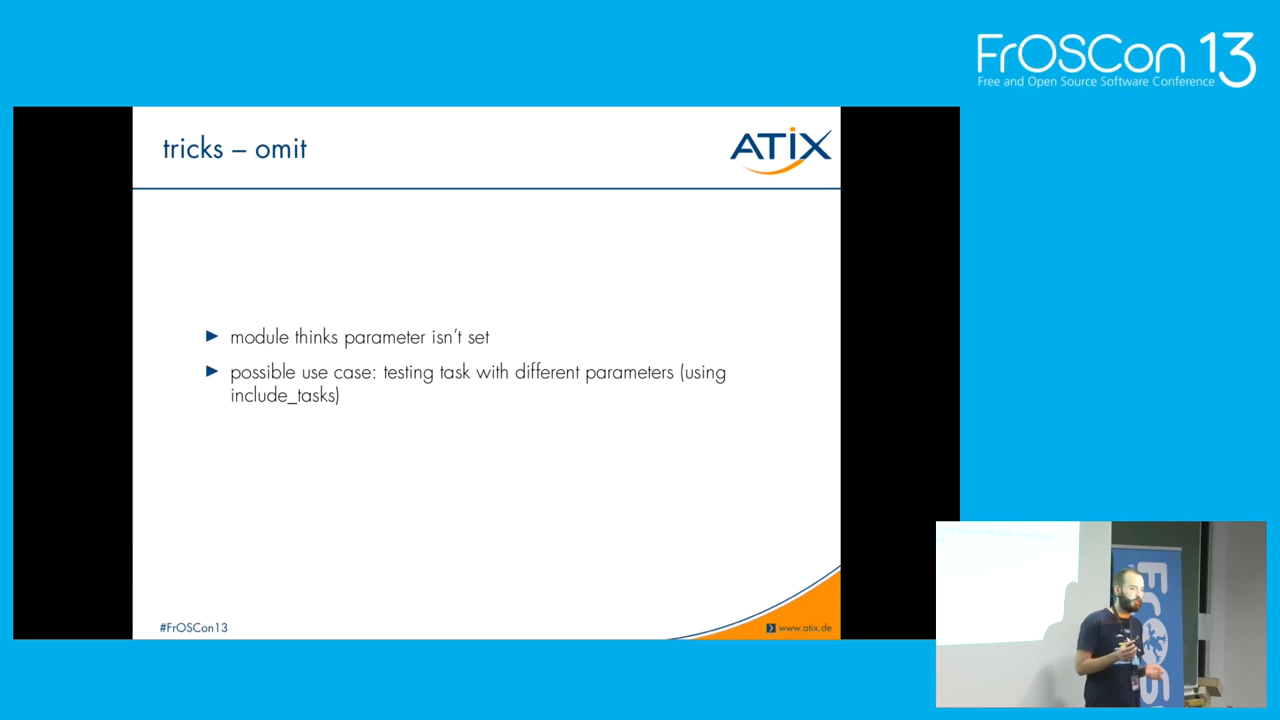 FrOSCon 13
Free and Open Source Software Conference
tricks – omit
ATIX
► module thinks parameter isn't set
► possible use case: testing task with different parameters (using
include_tasks)
#FrOSCon13
www.atix.de
FrOSC